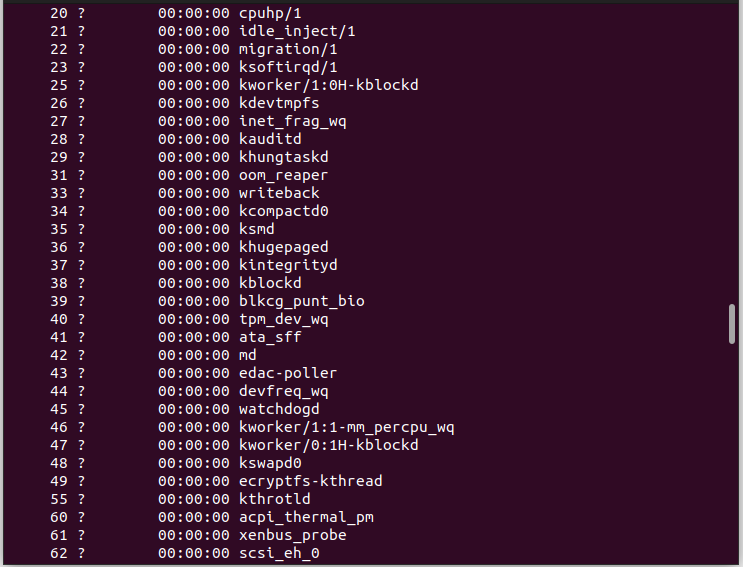 20 ? 00:00:00 cpuhp/1
21 ? 00:00:00 idle_inject/1
22 ? 00:00:00 migration/1
23 ? 00:00:00 ksoftirqd/1
25 ? 00:00:00 kworker/1:0H-kblockd
26 ? 00:00:00 kdevtmpfs
27 ? 00:00:00 inet_frag_wq
28 ? 00:00:00 kauditd
29 ? 00:00:00 khungtaskd
31 ? 00:00:00 oom_reaper
33 ? 00:00:00 writeback
34 ? 00:00:00 kcompactd0
35 ? 00:00:00 ksmd
36 ? 00:00:00 khugepaged
37 ? 00:00:00 kintegrityd
38 ? 00:00:00 kblockd
39 ? 00:00:00 blkcg_punt_bio
40 ? 00:00:00 tpm_dev_wq
41 ? 00:00:00 ata_sff
42 ? 00:00:00 md
43 ? 00:00:00 edac-poller
44 ? 00:00:00 devfreq_wq
45 ? 00:00:00 watchdogd
46 ? 00:00:00 kworker/1:1-mm_percpu_wq
47 ? 00:00:00 kworker/0:1H-kblockd
48 ? 00:00:00 kswapd0
49 ? 00:00:00 ecryptfs-kthread
55 ? 00:00:00 kthrotld
60 ? 00:00:00 acpi_thermal_pm
61 ? 00:00:00 xenbus_probe
62 ? 00:00:00 scsi_eh_0